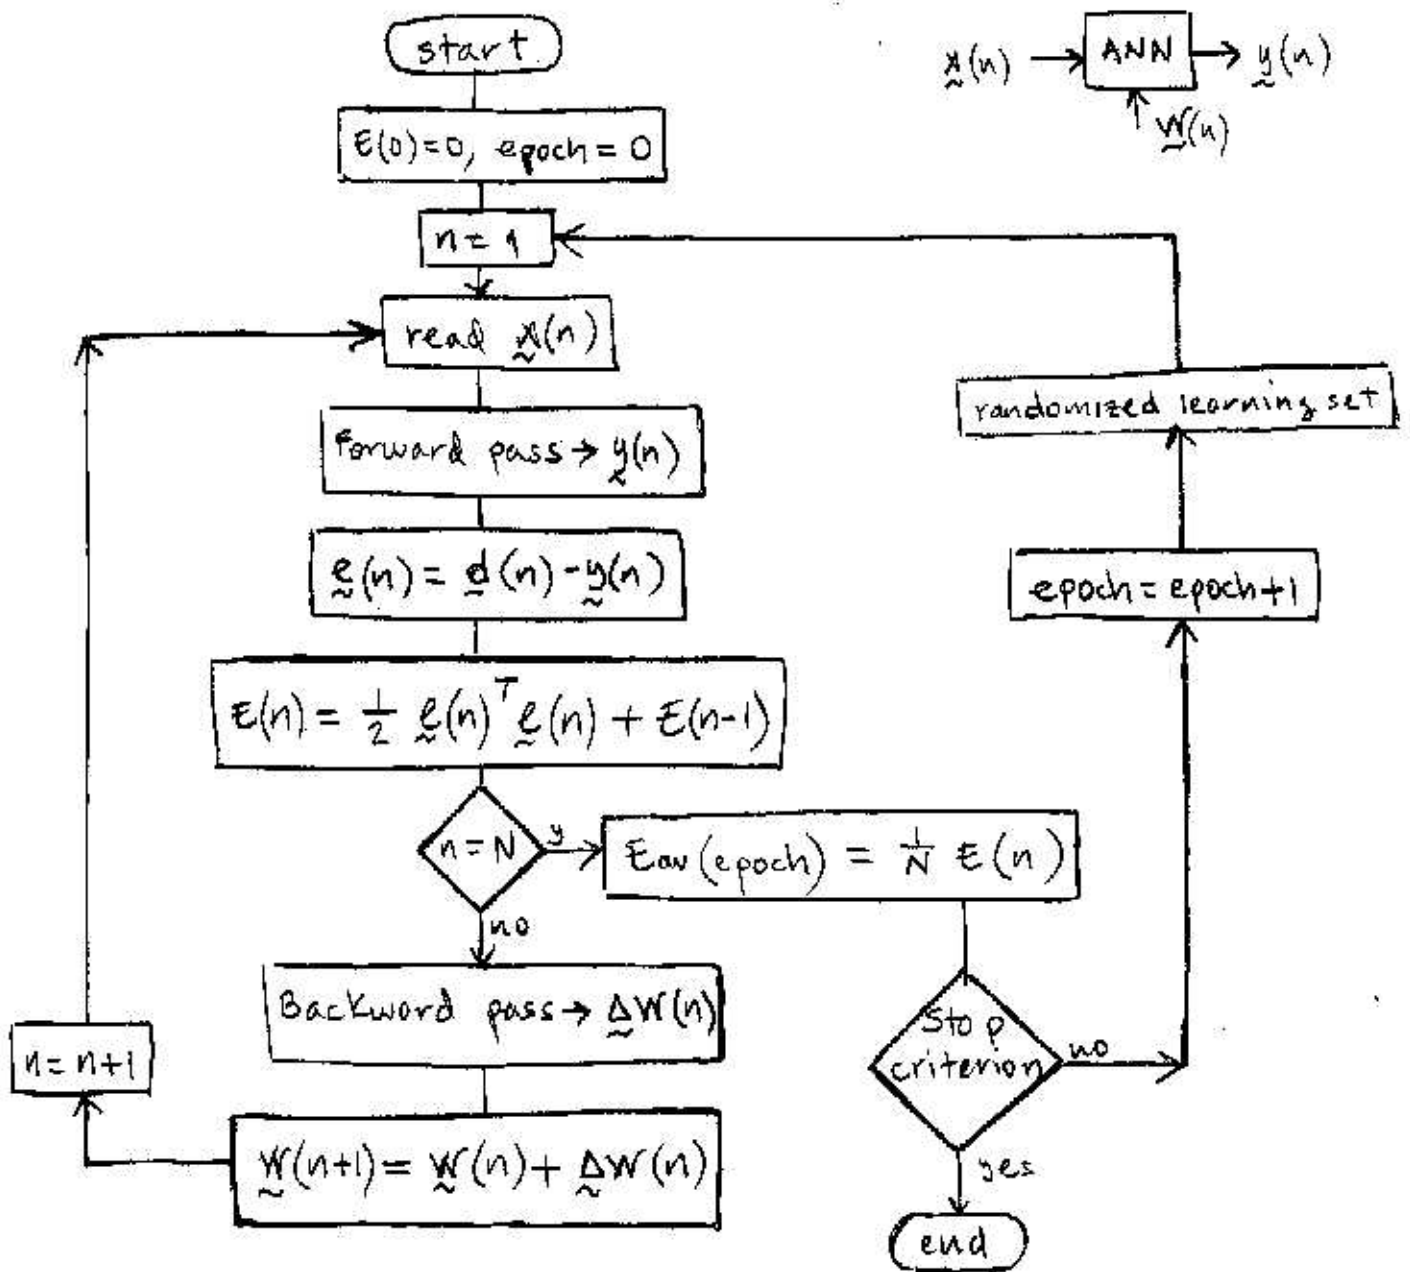 start
x(n) → ANN → y(n)
↑ W(n)
E(0)=0, epoch = 0
n = 1
read x(n)
randomized learning set
Forward pass → y(n)
e(n) = d(n) - y(n)
epoch = epoch+1
E(n) = 1/2 e(n)^T e(n) + E(n-1)
n = N
y
Eav(epoch) = 1/N E(n)
no
Backword pass → ΔW(n)
Stop
criterion
no
n = n+1
W(n+1) = W(n) + ΔW(n)
yes
end